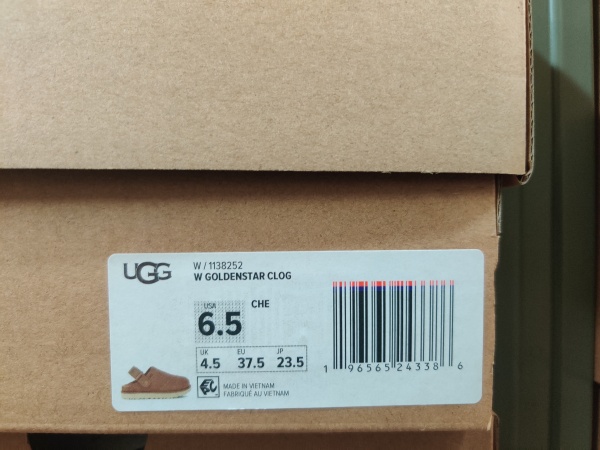 UGG
W / 1138252
W GOLDENSTAR CLOG
USA
6.5
CHE
UK EU JP
4.5 37.5 23.5
MADE IN VIETNAM
FABRIQUÉ AU VIETNAM
1 96565 24338 6